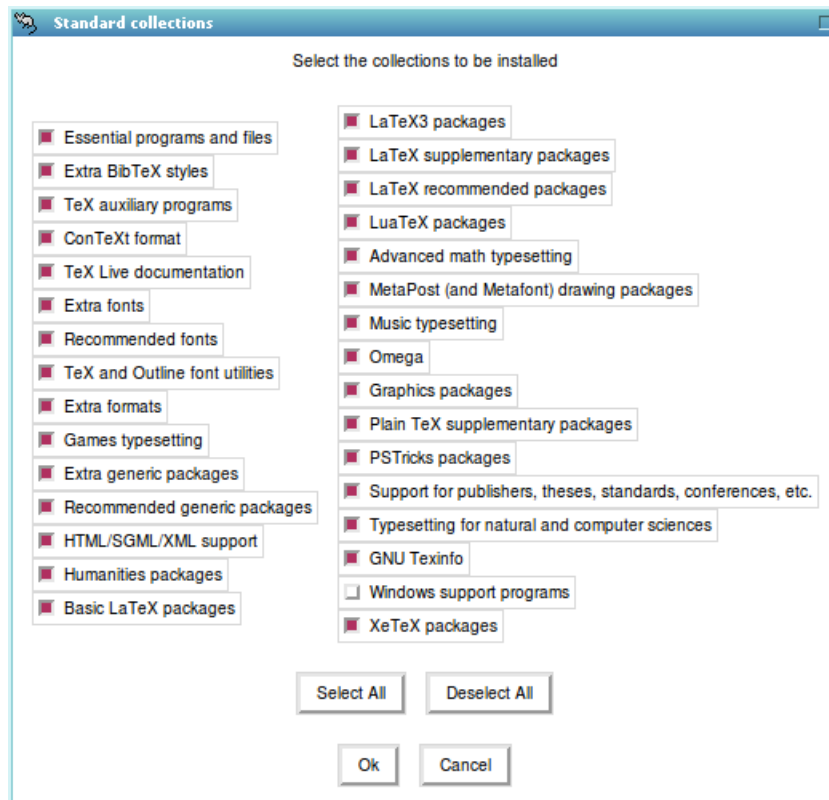 Standard collections
Select the collections to be installed
Essential programs and files
Extra BibTeX styles
TeX auxiliary programs
ConTeXt format
TeX Live documentation
Extra fonts
Recommended fonts
TeX and Outline font utilities
Extra formats
Games typesetting
Extra generic packages
Recommended generic packages
HTML/SGML/XML support
Humanities packages
Basic LaTeX packages
LaTeX3 packages
LaTeX supplementary packages
LaTeX recommended packages
LuaTeX packages
Advanced math typesetting
MetaPost (and Metafont) drawing packages
Music typesetting
Omega
Graphics packages
Plain TeX supplementary packages
PSTricks packages
Support for publishers, theses, standards, conferences, etc.
Typesetting for natural and computer sciences
GNU Texinfo
Windows support programs
XeTeX packages
Select All Deselect All
Ok Cancel